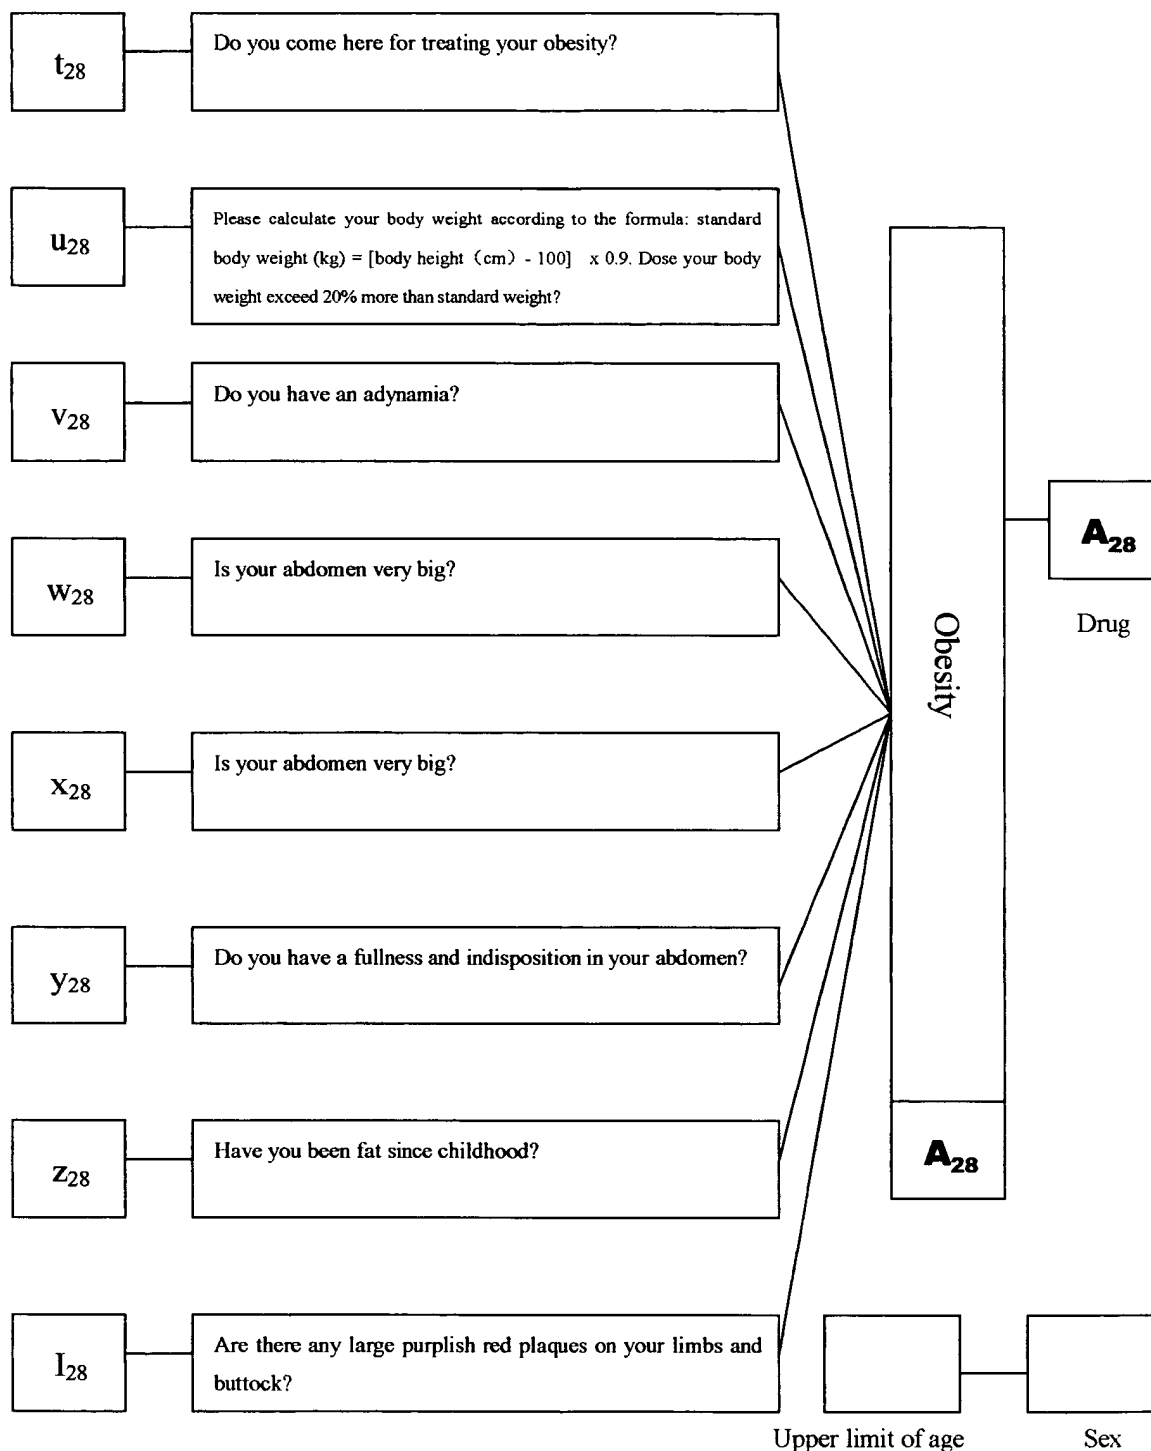 t28
Do you come here for treating your obesity?
u28
Please calculate your body weight according to the formula: standard
body weight (kg) = [body height（cm）- 100] x 0.9. Dose your body
weight exceed 20% more than standard weight?
v28
Do you have an adynamia?
w28
Is your abdomen very big?
x28
Is your abdomen very big?
y28
Do you have a fullness and indisposition in your abdomen?
z28
Have you been fat since childhood?
I28
Are there any large purplish red plaques on your limbs and
buttock?
Obesity
A28
A28
Drug
Upper limit of age
Sex